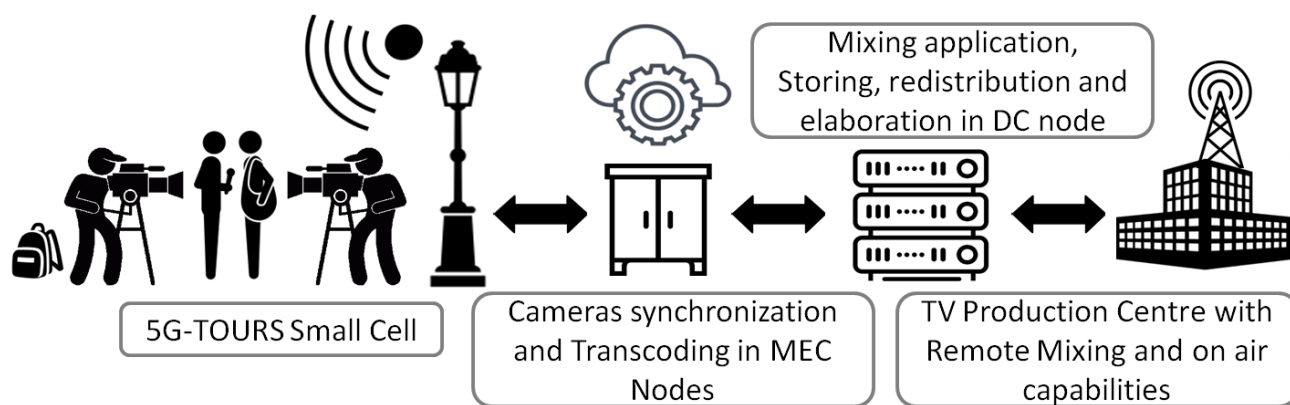 Mixing application,
Storing, redistribution and
elaboration in DC node
5G-TOURS Small Cell
Cameras synchronization
and Transcoding in MEC
Nodes
TV Production Centre with
Remote Mixing and on air
capabilities